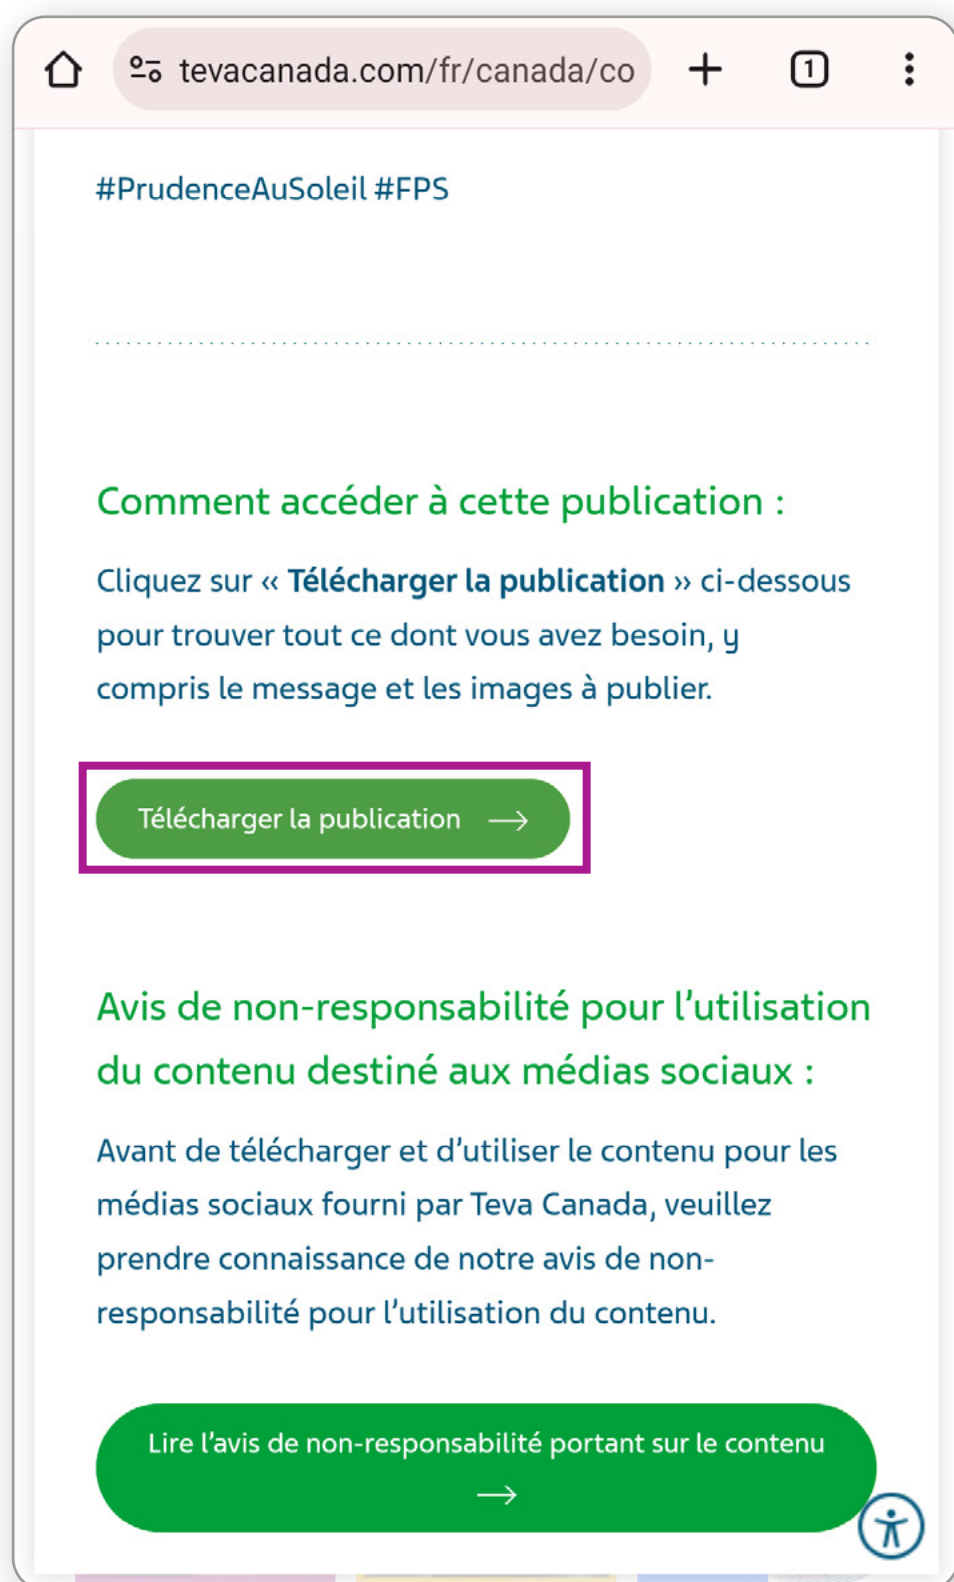 tevacanada.com/fr/canada/co
1
#PrudenceAuSoleil #FPS
Comment accéder à cette publication :
Cliquez sur « Télécharger la publication » ci-dessous
pour trouver tout ce dont vous avez besoin, y
compris le message et les images à publier.
Télécharger la publication →
Avis de non-responsabilité pour l’utilisation
du contenu destiné aux médias sociaux :
Avant de télécharger et d’utiliser le contenu pour les
médias sociaux fourni par Teva Canada, veuillez
prendre connaissance de notre avis de non-
responsabilité pour l’utilisation du contenu.
Lire l’avis de non-responsabilité portant sur le contenu
→